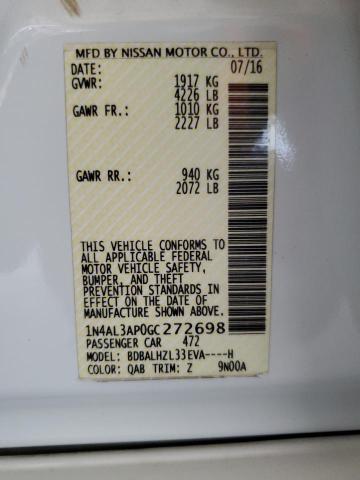 MFD BY NISSAN MOTOR CO., LTD.
DATE: 07/16
GVWR: 1917 KG
4226 LB
GAWR FR.: 1010 KG
2227 LB
GAWR RR.: 940 KG
2072 LB
THIS VEHICLE CONFORMS TO
ALL APPLICABLE FEDERAL
MOTOR VEHICLE SAFETY,
BUMPER, AND THEFT
PREVENTION STANDARDS IN
EFFECT ON THE DATE OF
MANUFACTURE SHOWN ABOVE.
1N4AL3AP0GC272698
PASSENGER CAR 472
MODEL: BDBALHZL33EVA----H
COLOR: QAB TRIM: Z 9N00A